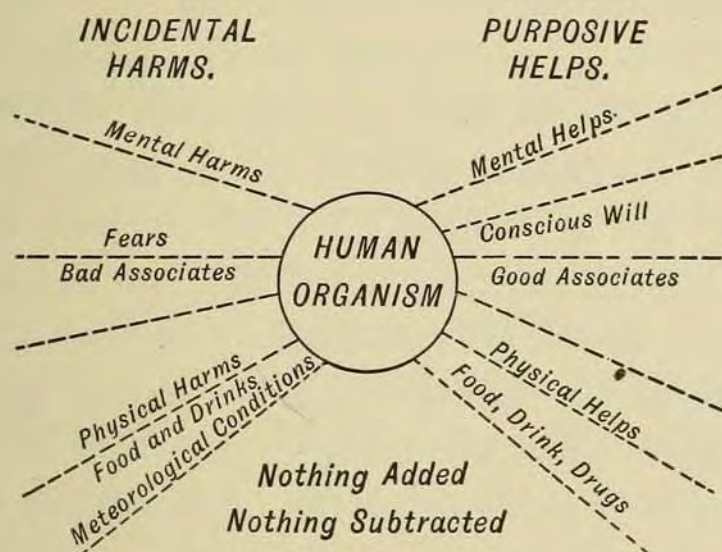 INCIDENTAL
HARMS.
PURPOSIVE
HELPS.
Mental Harms
Fears
Bad Associates
Physical Harms
Food and Drinks
Meteorological Conditions
HUMAN
ORGANISM
Mental Helps.
Conscious Will
Good Associates
Physical Helps
Food, Drink, Drugs
Nothing Added
Nothing Subtracted